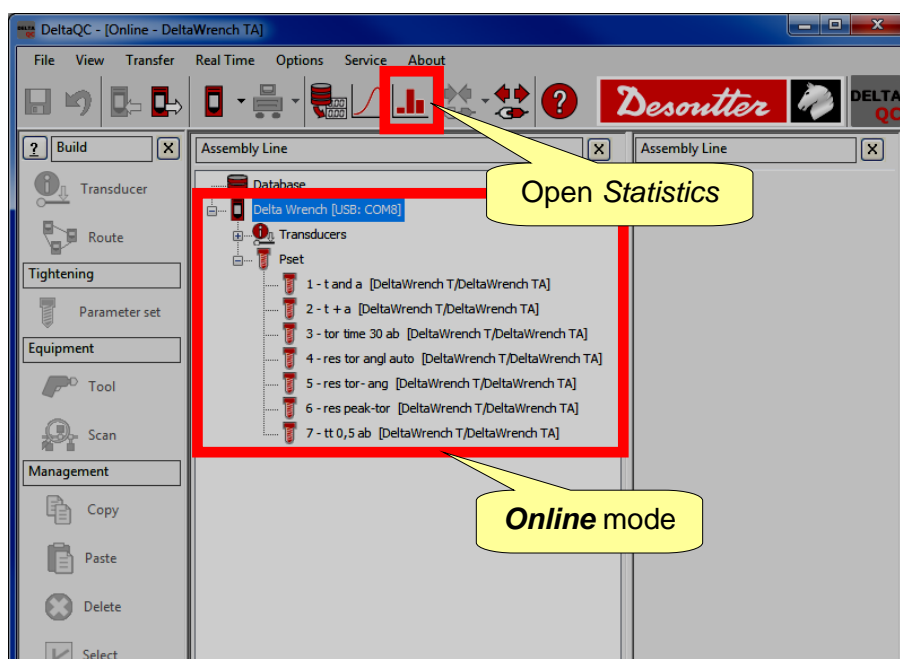 DELTA QC DeltaQC - [Online - DeltaWrench TA]
File View Transfer Real Time Options Service About
Desoutter
DELTA
QC
? Build X
Assembly Line X
Assembly Line X
Transducer
Route
Tightening
Parameter set
Equipment
Tool
Scan
Management
Copy
Paste
Delete
Select
Database
Delta Wrench [USB: COM8]
Transducers
Pset
1 - t and a [DeltaWrench T/DeltaWrench TA]
2 - t + a [DeltaWrench T/DeltaWrench TA]
3 - tor time 30 ab [DeltaWrench T/DeltaWrench TA]
4 - res tor angl auto [DeltaWrench T/DeltaWrench TA]
5 - res tor- ang [DeltaWrench T/DeltaWrench TA]
6 - res peak-tor [DeltaWrench T/DeltaWrench TA]
7 - tt 0,5 ab [DeltaWrench T/DeltaWrench TA]
Open Statistics
Online mode